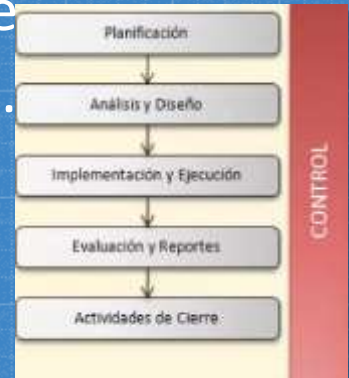 e
.
Planificación
Análisis y Diseño
Implementación y Ejecución
Evaluación y Reportes
Actividades de Cierre
CONTROL